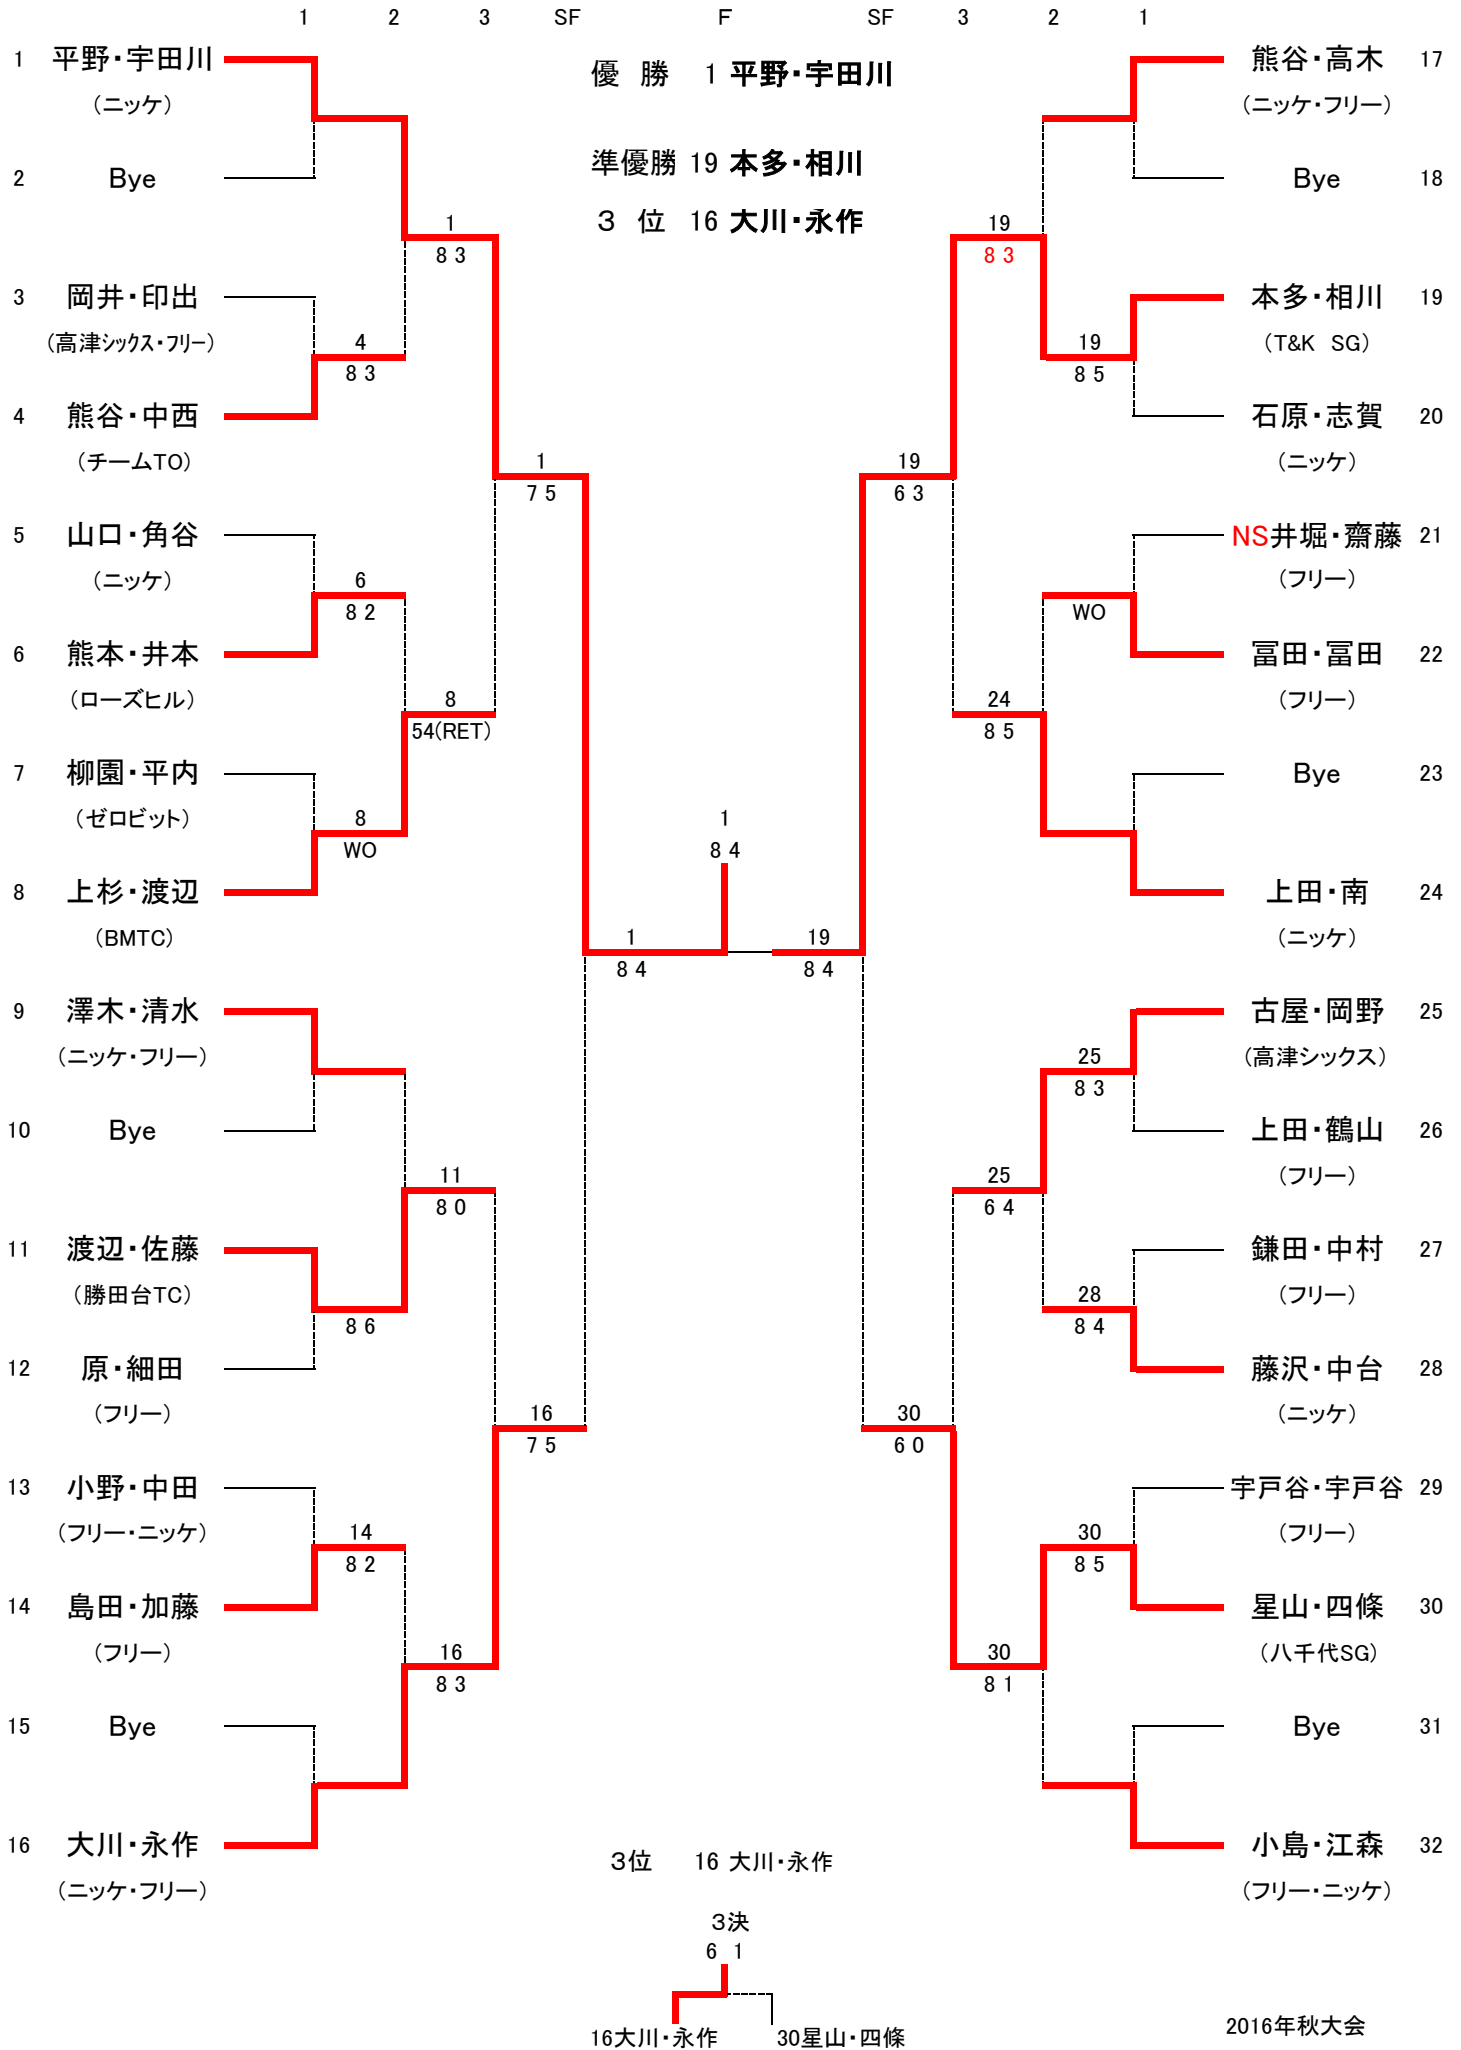 1 2 3 SF F SF 3 2 1
優 勝 1 平野・宇田川
準優勝 19 本多・相川
3 位 16 大川・永作
1 平野・宇田川
（ニッケ）
2 Bye
1
8 3
3 岡井・印出
（高津シックス・フリー）
4
8 3
4 熊谷・中西
（チームTO）
1
7 5
5 山口・角谷
（ニッケ）
6
8 2
6 熊本・井本
（ローズヒル）
8
54(RET)
7 柳園・平内
（ゼロビット）
8
WO
8 上杉・渡辺
（BMTC）
1
8 4
9 澤木・清水
（ニッケ・フリー）
10 Bye
11
8 0
11 渡辺・佐藤
（勝田台TC）
8 6
12 原・細田
（フリー）
16
7 5
13 小野・中田
（フリー・ニッケ）
14
8 2
14 島田・加藤
（フリー）
16
8 3
15 Bye
16 大川・永作
（ニッケ・フリー）
1
8 4
熊谷・高木 17
（ニッケ・フリー）
Bye 18
19
8 3
本多・相川 19
（T&K SG）
19
8 5
石原・志賀 20
（ニッケ）
19
6 3
NS井堀・齋藤 21
（フリー）
WO
冨田・冨田 22
（フリー）
24
8 5
Bye 23
上田・南 24
（ニッケ）
19
8 4
古屋・岡野 25
（高津シックス）
25
8 3
上田・鶴山 26
（フリー）
25
6 4
鎌田・中村 27
（フリー）
28
8 4
藤沢・中台 28
（ニッケ）
30
6 0
宇戸谷・宇戸谷 29
（フリー）
30
8 5
星山・四條 30
（八千代SG）
30
8 1
Bye 31
小島・江森 32
（フリー・ニッケ）
3位 16 大川・永作
3決
6 1
16大川・永作 30星山・四條
2016年秋大会